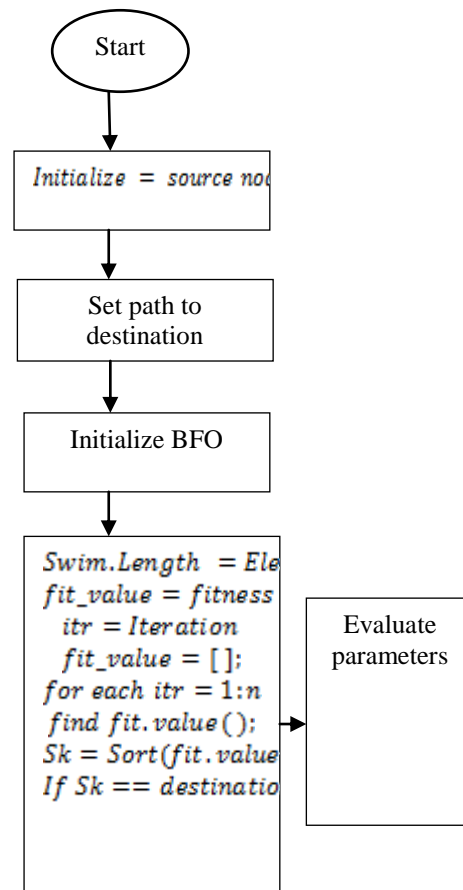 Start
Initialize = source no
Set path to
destination
Initialize BFO
Swim.Length = Ele
fit_value = fitness
itr = Iteration
fit_value = [];
for each itr = 1:n
find fit.value();
Sk = Sort(fit.value
If Sk == destinatio
Evaluate
parameters